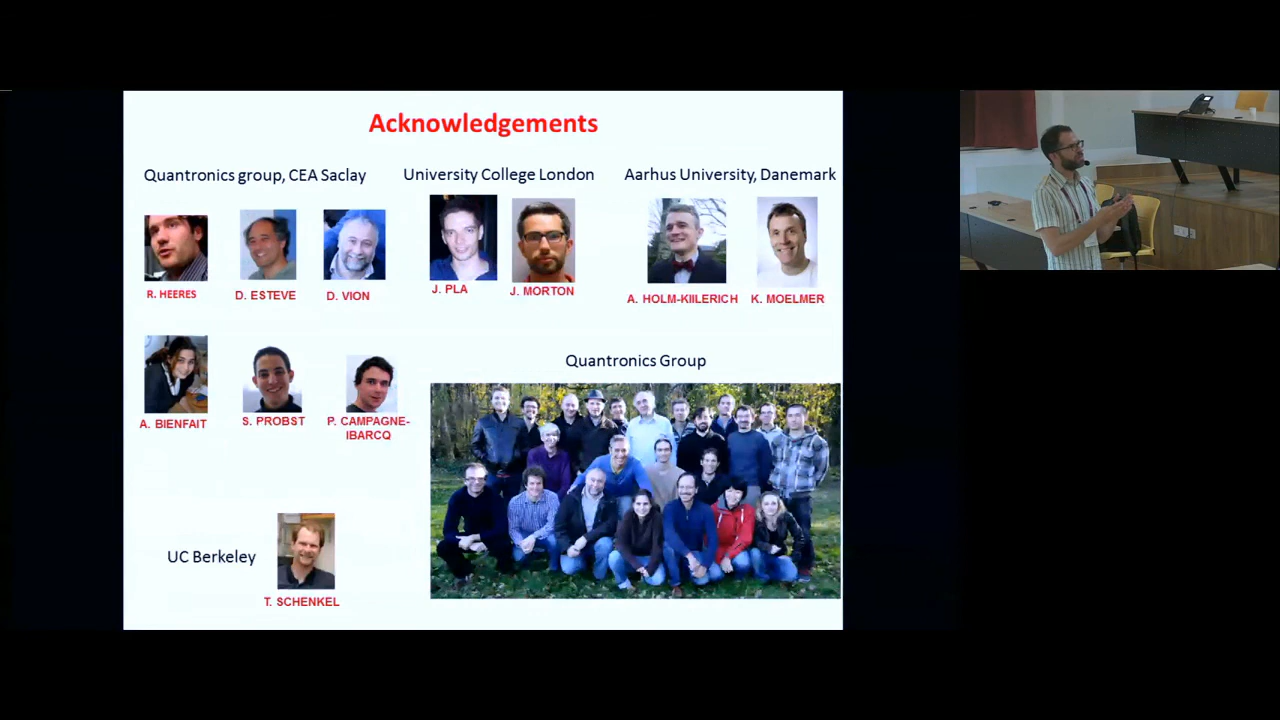 Acknowledgements
Quantronics group, CEA Saclay
University College London
Aarhus University, Danemark
R. HEERES
D. ESTEVE
D. VION
J. PLA
J. MORTON
A. HOLM-KIILERICH
K. MOELMER
A. BIENFAIT
S. PROBST
P. CAMPAGNE-
IBARCQ
Quantronics Group
UC Berkeley
T. SCHENKEL